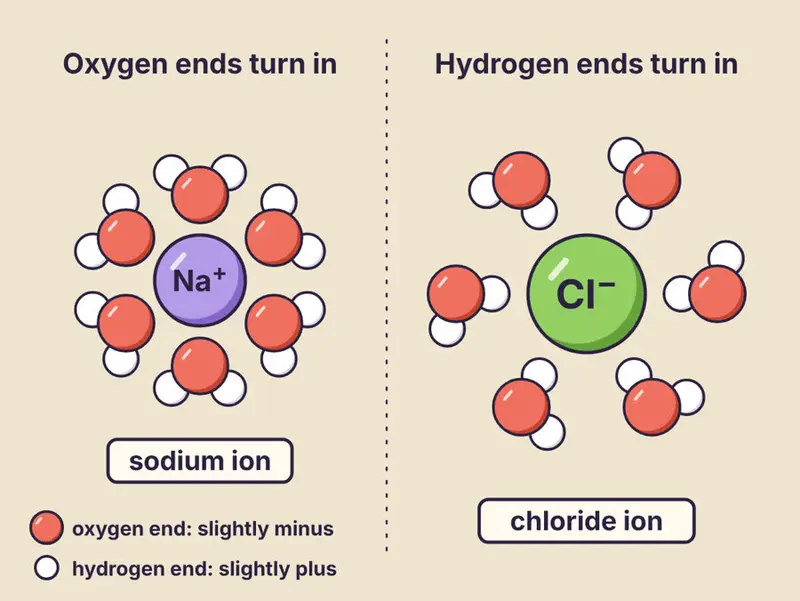 Oxygen ends turn in
Na⁺
sodium ion
oxygen end: slightly minus
hydrogen end: slightly plus
Hydrogen ends turn in
Cl⁻
chloride ion